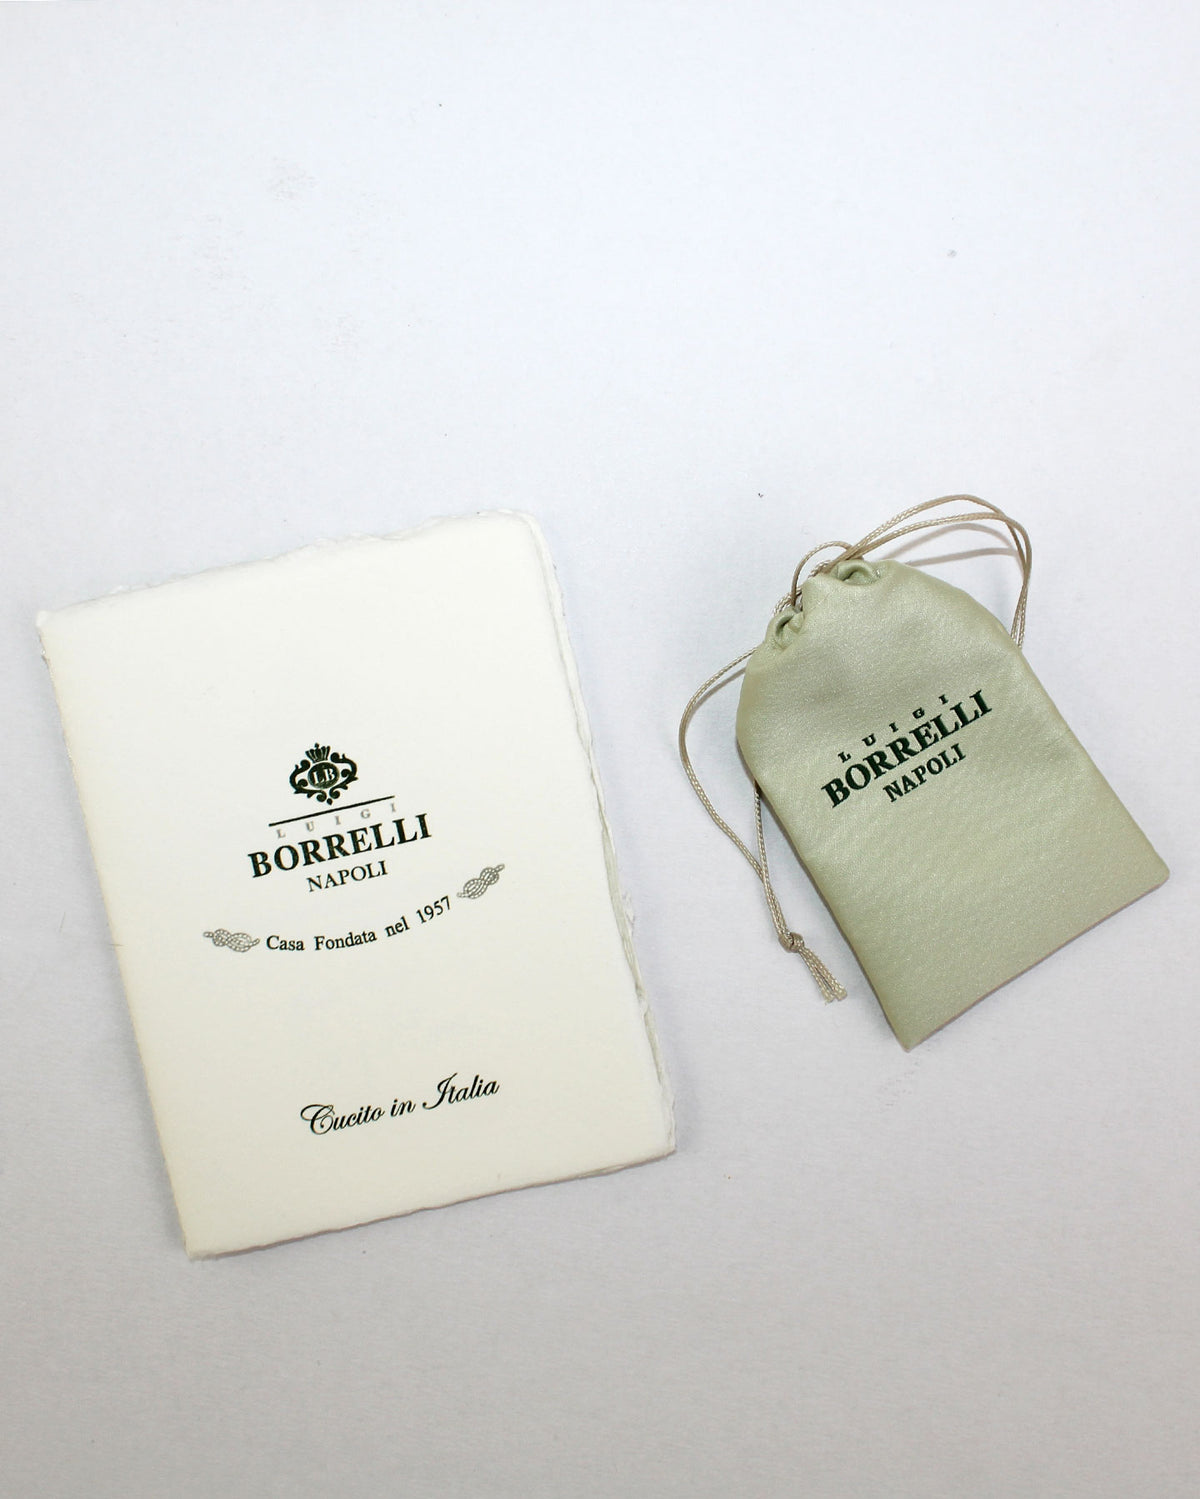 LB
LUIGI
BORRELLI
NAPOLI
Casa Fondata nel 1957
Cucito in Italia
LUIGI
BORRELLI
NAPOLI